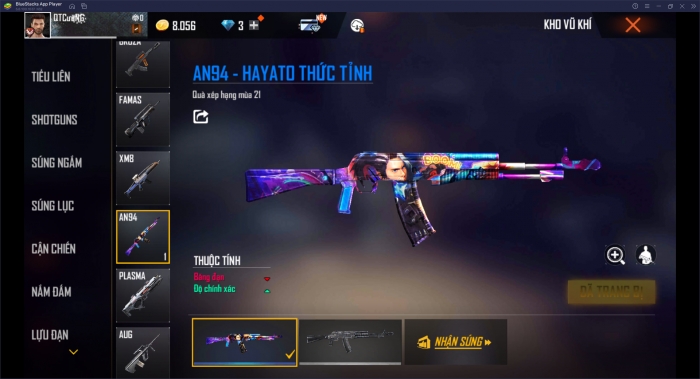 BlueStacks App Player
8.056
3
NEW
KHO VŨ KHÍ
TIỂU LIÊN
SHOTGUNS
SÚNG NGẮM
SÚNG LỤC
CẬN CHIẾN
NẮM ĐẤM
LỰU ĐẠN
GROZA
FAMAS
XM8
AN94
1
PLASMA
AUG
AN94 - HAYATO THỨC TỈNH
Quà xếp hạng mùa 21
THUỘC TÍNH
Băng đạn
Độ chính xác
ĐÃ TRANG BỊ
NHẬN SÚNG